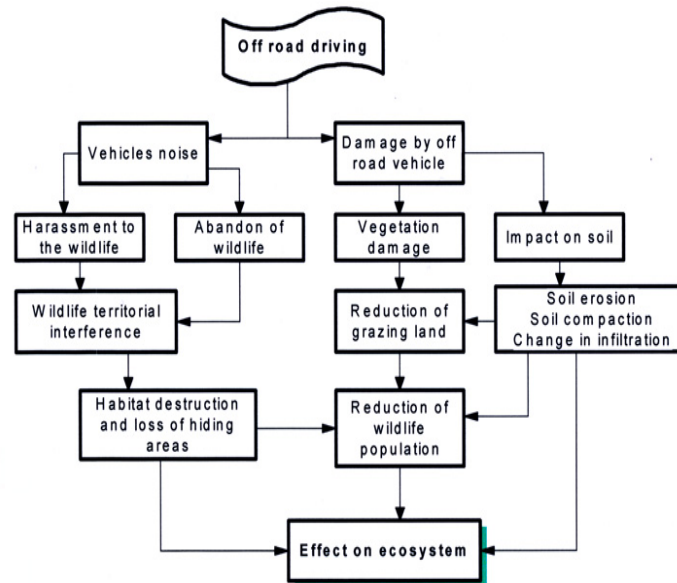 Off road driving
Vehicles noise
Damage by off
road vehicle
Harassment to
the wildlife
Abandon of
wildlife
Vegetation
damage
Impact on soil
Wildlife territorial
interference
Reduction of
grazing land
Soil erosion
Soil compaction
Change in infiltration
Habitat destruction
and loss of hiding
areas
Reduction of
wildlife
population
Effect on ecosystem